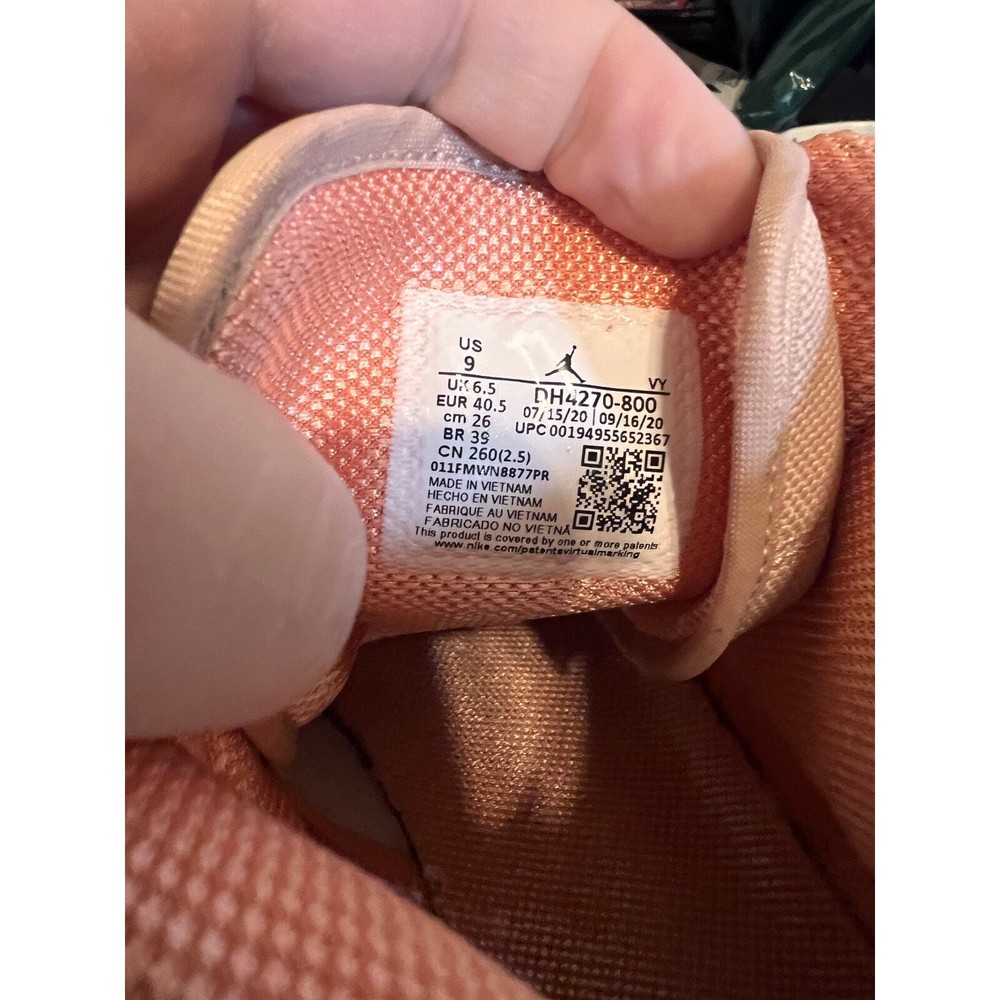 US
9
VY
UK 6.5
DH4270-800
EUR 40.5
07/15/20 | 09/16/20
cm 26
UPC 00194955652367
BR 39
CN 260(2.5)
011FMWN8877PR
MADE IN VIETNAM
HECHO EN VIETNAM
FABRIQUE AU VIETNAM
FABRICADO NO VIETNÃ
This product is covered by one or more patents
www.nike.com/patentsvirtualmarking